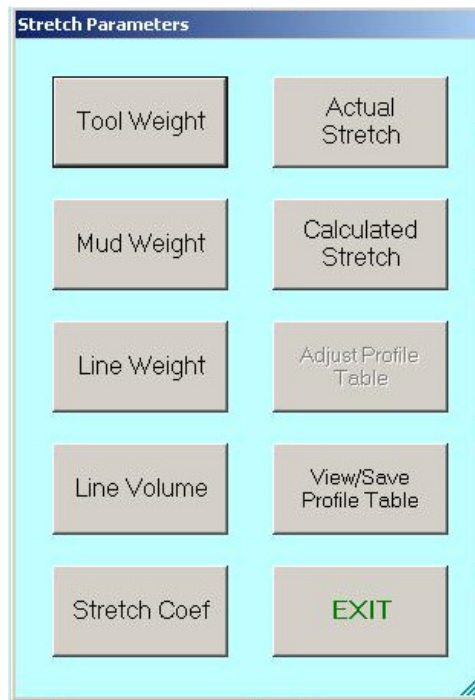 Stretch Parameters
Tool Weight
Actual
Stretch
Mud Weight
Calculated
Stretch
Line Weight
Adjust Profile
Table
Line Volume
View/Save
Profile Table
Stretch Coef
EXIT